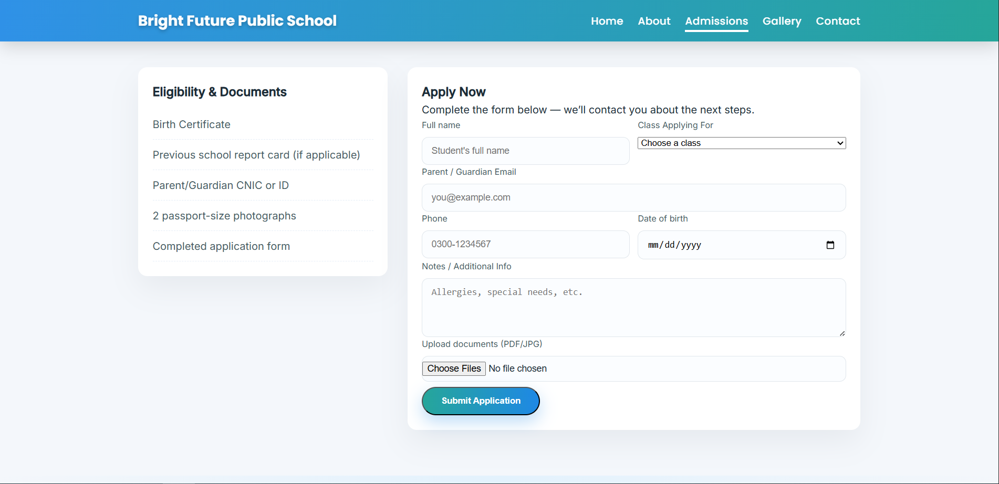 Bright Future Public School
Home About Admissions Gallery Contact
Eligibility & Documents
Birth Certificate
Previous school report card (if applicable)
Parent/Guardian CNIC or ID
2 passport-size photographs
Completed application form
Apply Now
Complete the form below — we’ll contact you about the next steps.
Full name
Student's full name
Class Applying For
Choose a class
Parent / Guardian Email
you@example.com
Phone
0300-1234567
Date of birth
mm/dd/yyyy
Notes / Additional Info
Allergies, special needs, etc.
Upload documents (PDF/JPG)
Choose Files No file chosen
Submit Application